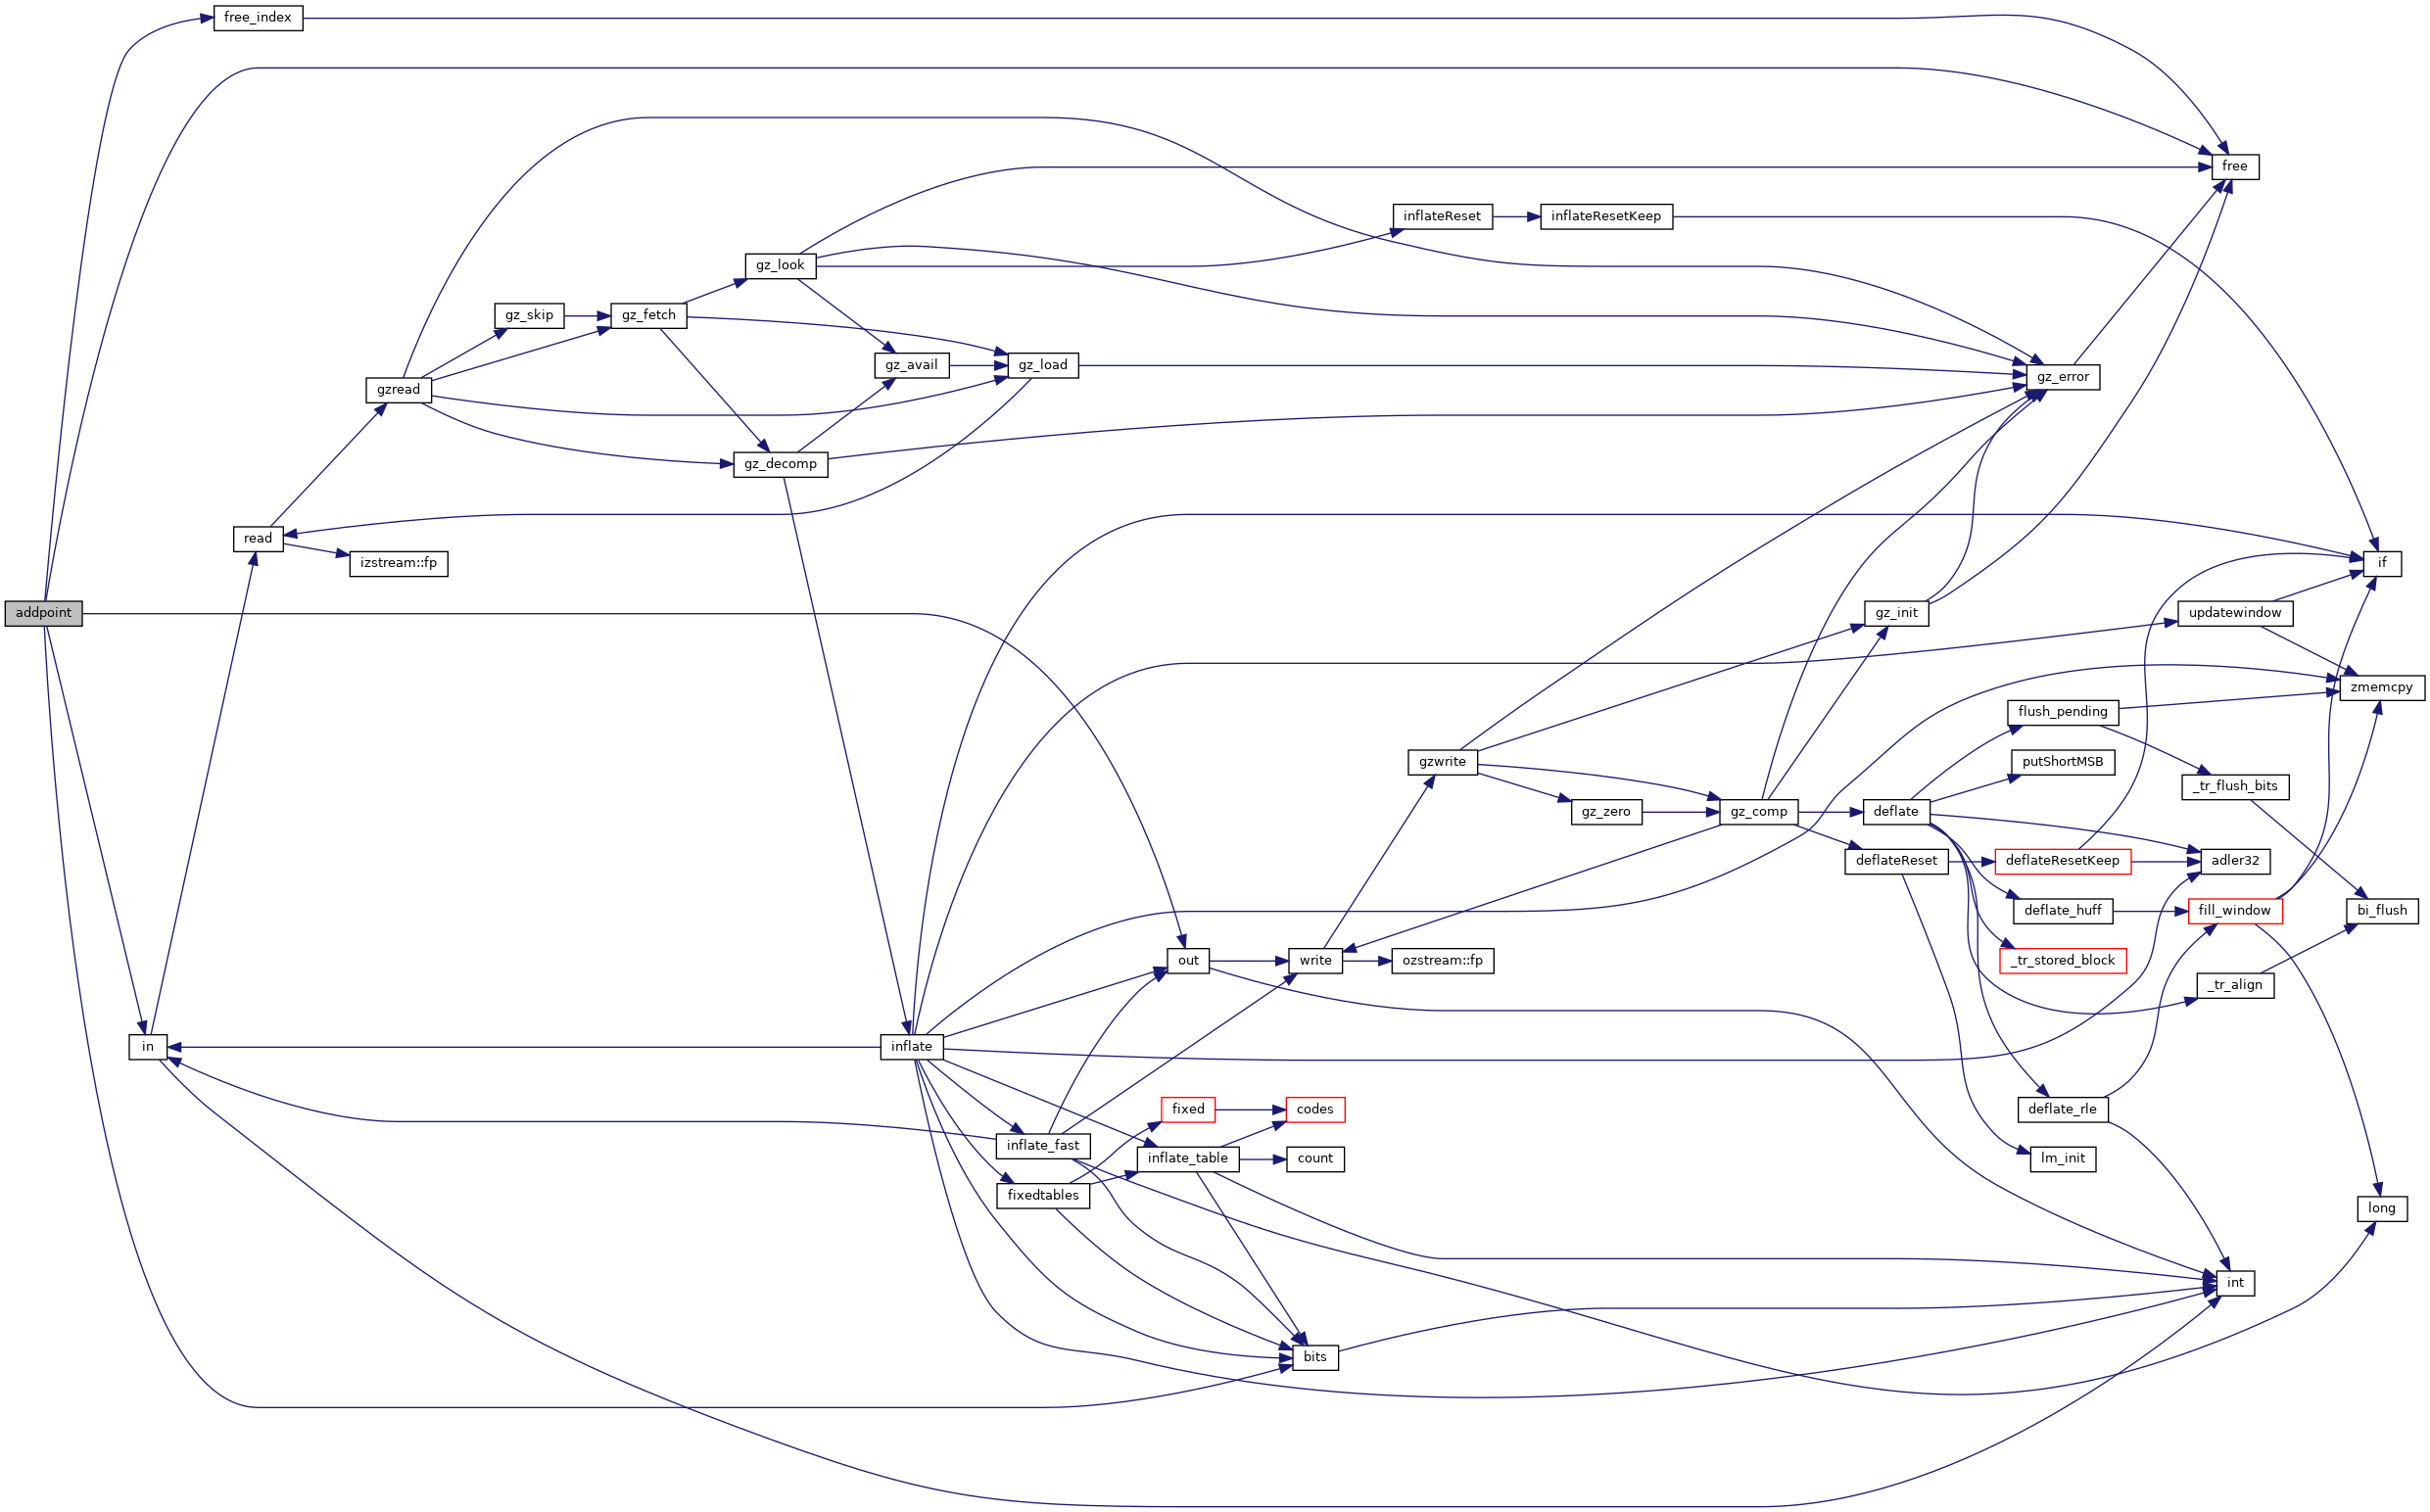 free_index
free
inflateReset
inflateResetKeep
gz_look
gz_skip
gz_fetch
gz_avail
gz_load
gz_error
gzread
gz_decomp
read
izstream::fp
if
addpoint
gz_init
updatewindow
zmemcpy
flush_pending
gzwrite
putShortMSB
_tr_flush_bits
gz_zero
gz_comp
deflate
deflateReset
deflateResetKeep
adler32
deflate_huff
fill_window
bi_flush
out
write
ozstream::fp
_tr_stored_block
_tr_align
in
inflate
fixed
codes
deflate_rle
inflate_fast
inflate_table
count
lm_init
fixedtables
long
int
bits